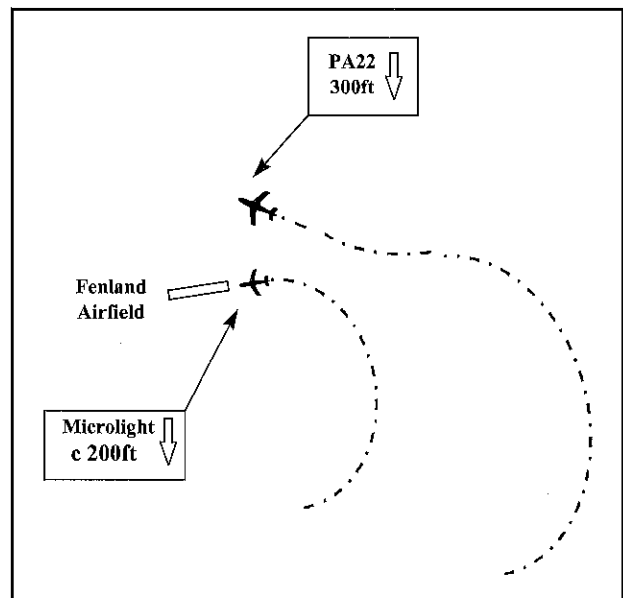 PA22
300ft
Fenland
Airfield
Microlight
c 200ft